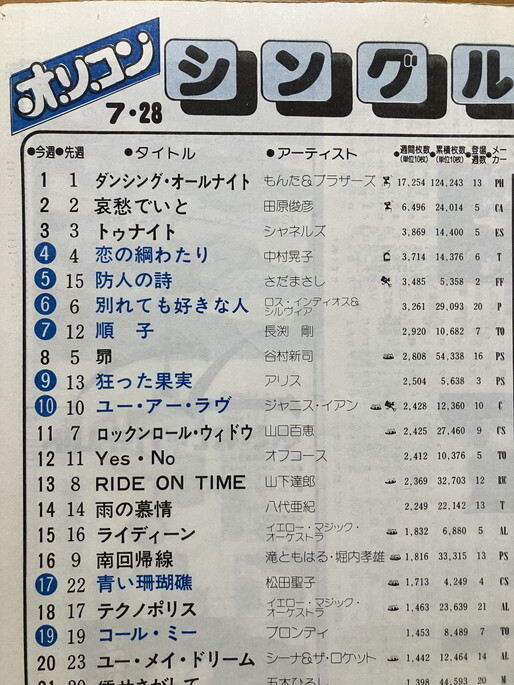 オリコン シングル
7・28
●今週●先週 ●タイトル ●アーティスト ●週間枚数(単位10枚) ●累積枚数(単位10枚) ●登場週数 ●メーカー
1 1 ダンシング・オールナイト もんた&ブラザーズ 17,254 124,243 13 PH
2 2 哀愁でいと 田原俊彦 6,496 24,014 5 CA
3 3 トゥナイト シャネルズ 3,869 14,400 5 ES
4 4 恋の綱わたり 中村晃子 3,714 14,376 6 T
5 15 防人の詩 さだまさし 3,485 5,358 2 FF
6 6 別れても好きな人 ロス・インディオス&シルヴィア 3,261 29,093 20 P
7 12 順子 長渕 剛 2,920 10,682 7 TO
8 5 昴 谷村新司 2,808 54,338 16 PS
9 13 狂った果実 アリス 2,504 5,638 3 PS
10 10 ユー・アー・ラヴ ジャニス・イアン 2,428 12,360 10 C
11 7 ロックンロール・ウィドウ 山口百恵 2,425 27,460 9 CS
12 11 Yes・No オフコース 2,412 10,376 5 TO
13 8 RIDE ON TIME 山下達郎 2,369 32,703 12 RK
14 14 雨の慕情 八代亜紀 2,249 22,142 13 T
15 16 ライディーン イエロー・マジック・オーケストラ 1,832 6,880 5 AL
16 9 南回帰線 滝ともはる・堀内孝雄 1,816 33,315 13 PS
17 22 青い珊瑚礁 松田聖子 1,713 4,249 4 CS
18 17 テクノポリス イエロー・マジック・オーケストラ 1,463 23,639 21 AL
19 19 コール・ミー ブロンディ 1,453 8,489 7 TO
20 23 ユー・メイ・ドリーム シーナ&ザ・ロケット 1,442 12,464 14 AL
21 20 倖せさがして 五木ひろし 1,398 44,593 20 M